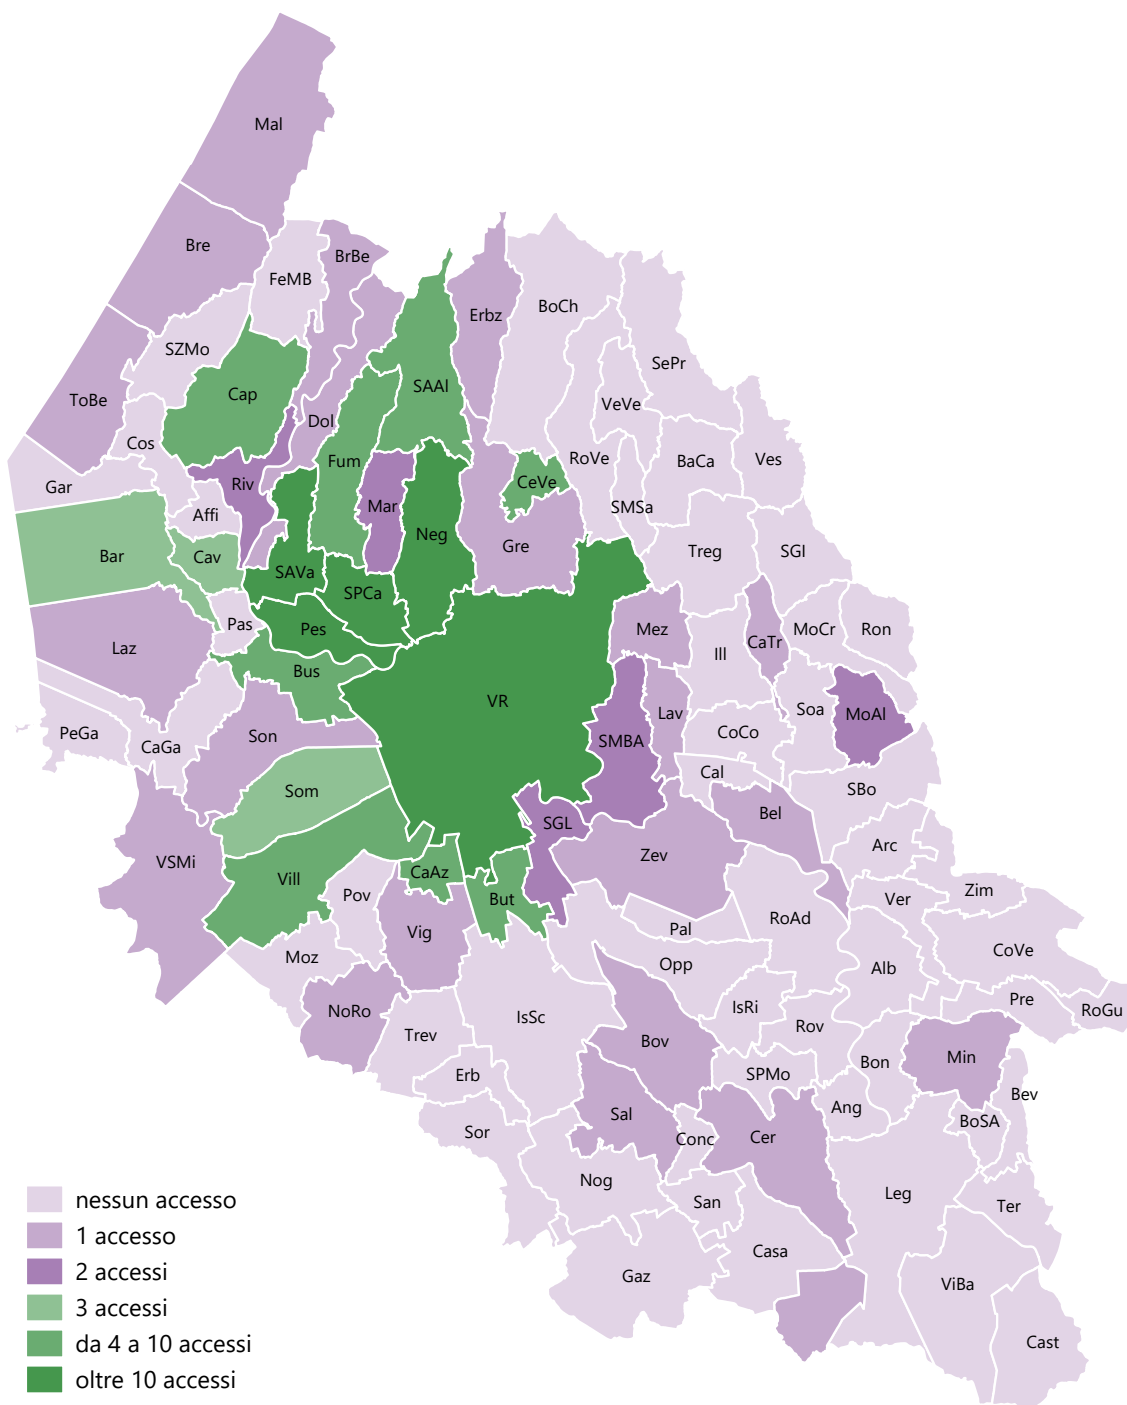 Mal
Bre
BrBe
FeMB
Erbz
BoCh
SZMo
SePr
SAAl
Cap
ToBe
VeVe
Dol
Cos
RoVe
BaCa
Ves
Fum
Riv
CeVe
Gar
Mar
SMSa
Affi
Neg
Gre
Treg
SGI
Bar
Cav
SAVa
SPCa
Pas
Pes
Mez
CaTr
MoCr
Ron
Laz
Ill
Bus
VR
Soa
MoAl
Lav
PeGa
CaGa
Son
SMBA
CoCo
Cal
Som
SBo
Bel
SGL
Arc
Zev
VSMi
Vill
CaAz
Pov
But
Ver
Zim
RoAd
Vig
Pal
Moz
Opp
Alb
CoVe
NoRo
IsSc
IsRi
Pre
RoGu
Trev
Rov
Bov
Min
Bon
Erb
SPMo
Bev
Ang
Sal
BoSA
Sor
Conc
Cer
Nog
Leg
San
Ter
Casa
Gaz
ViBa
Cast
nessun accesso
1 accesso
2 accessi
3 accessi
da 4 a 10 accessi
oltre 10 accessi